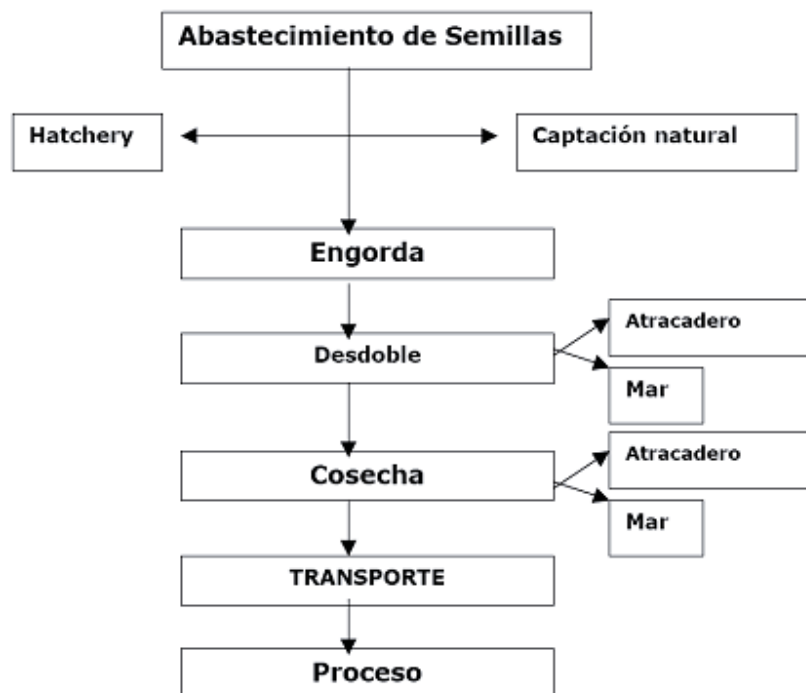 Abastecimiento de Semillas
Hatchery
Captación natural
Engorda
Atracadero
Desdoble
Mar
Atracadero
Cosecha
Mar
TRANSPORTE
Proceso